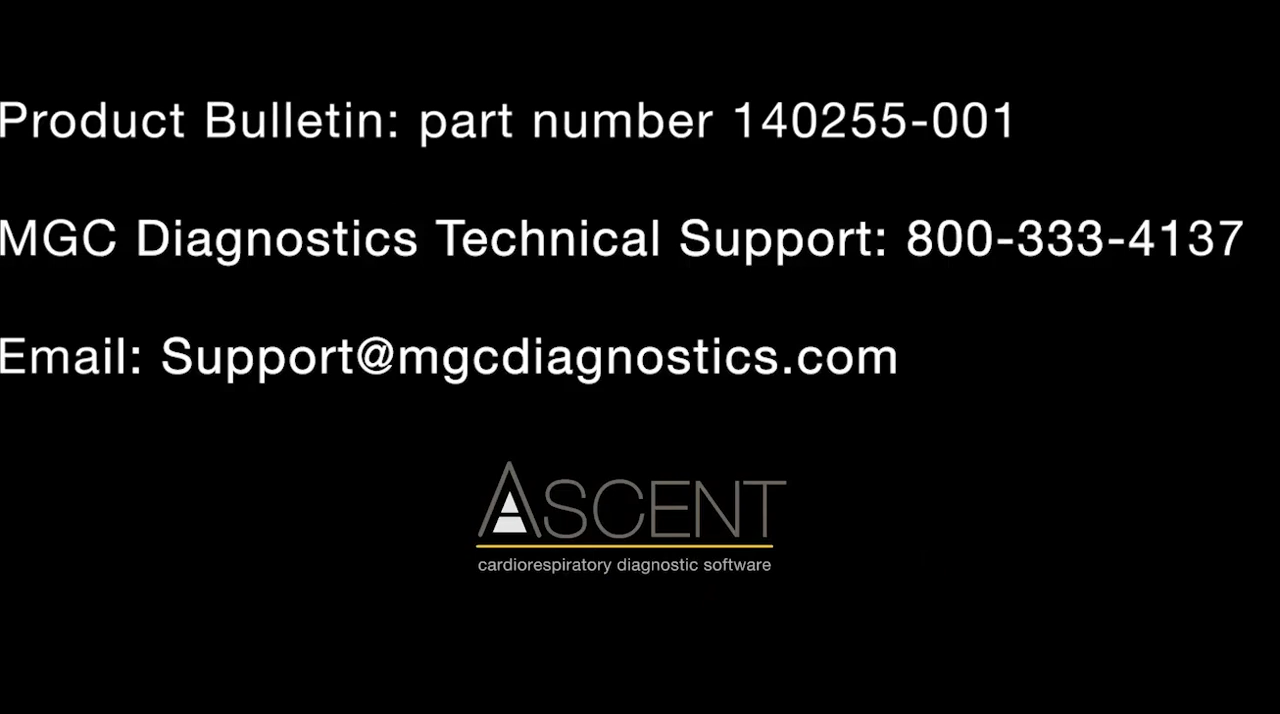 Product Bulletin: part number 140255-001
MGC Diagnostics Technical Support: 800-333-4137
Email: Support@mgcdiagnostics.com
ASCENT
cardiorespiratory diagnostic software